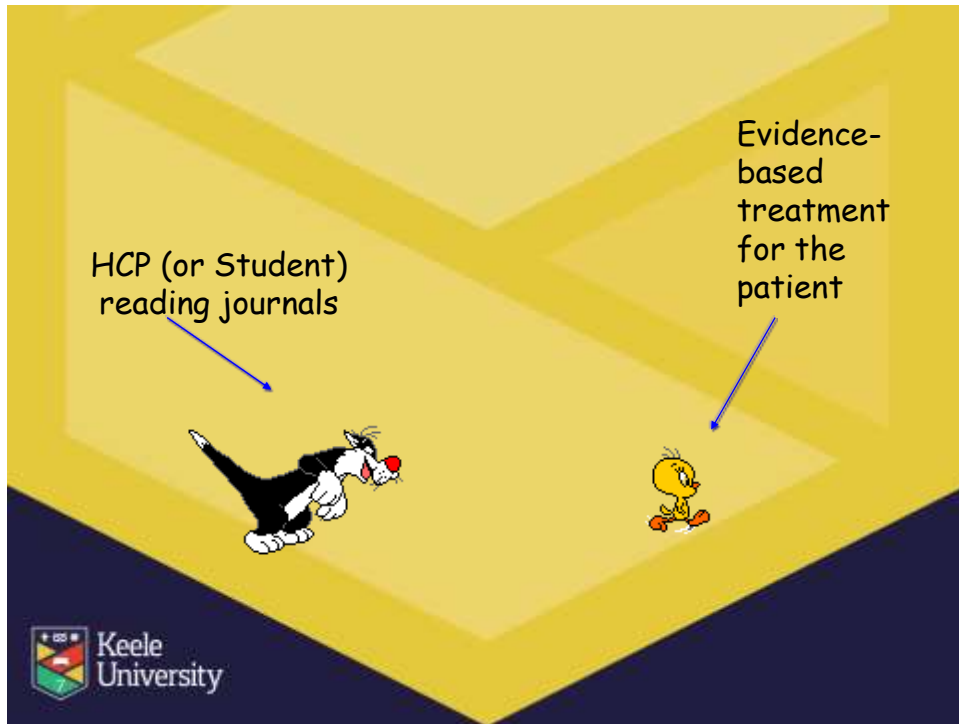 HCP (or Student)
reading journals
Evidence-
based
treatment
for the
patient
Keele
University